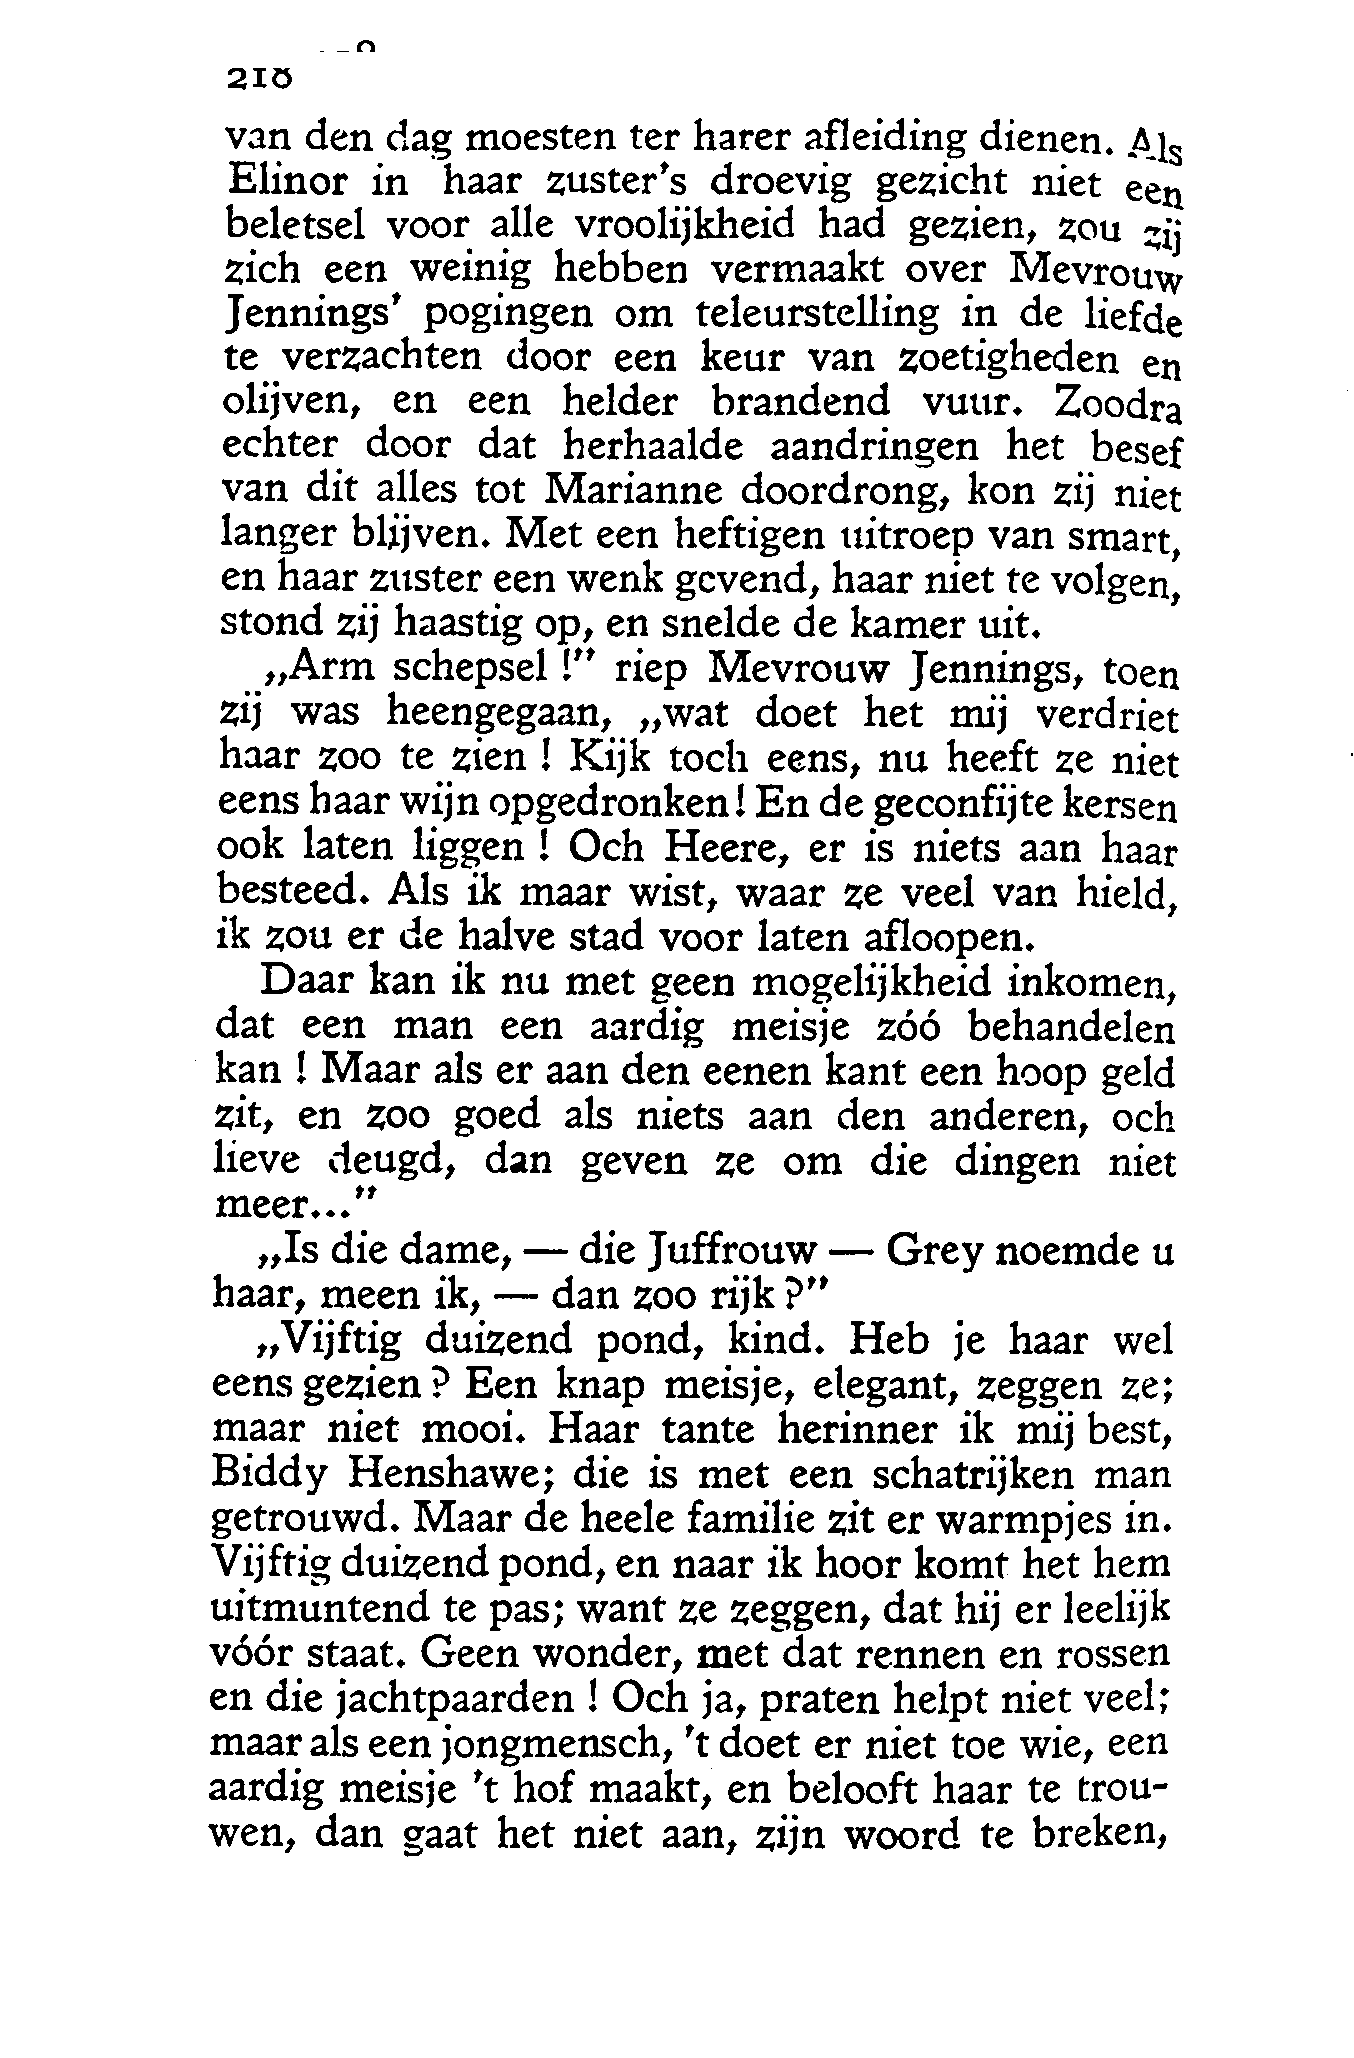 218
van den dag moesten ter harer afleiding dienen. Als
Elinor in haar zuster's droevig gezicht niet een
beletsel voor alle vroolijkheid had gezien, zou zij
zich een weinig hebben vermaakt over Mevrouw
Jennings' pogingen om teleurstelling in de liefde
te verzachten door een keur van zoetigheden en
olijven, en een helder brandend vuur. Zoodra
echter door dat herhaalde aandringen het besef
van dit alles tot Marianne doordrong, kon zij niet
langer blijven. Met een heftigen uitroep van smart,
en haar zuster een wenk gevend, haar niet te volgen,
stond zij haastig op, en snelde de kamer uit.
„Arm schepsel !” riep Mevrouw Jennings, toen
zij was heengegaan, „wat doet het mij verdriet
haar zoo te zien ! Kijk toch eens, nu heeft ze niet
eens haar wijn opgedronken! En de geconfijte kersen
ook laten liggen ! Och Heere, er is niets aan haar
besteed. Als ik maar wist, waar ze veel van hield,
ik zou er de halve stad voor laten afloopen.
Daar kan ik nu met geen mogelijkheid inkomen,
dat een man een aardig meisje zóó behandelen
kan ! Maar als er aan den eenen kant een hoop geld
zit, en zoo goed als niets aan den anderen, och
lieve deugd, dan geven ze om die dingen niet
meer...”
„Is die dame, — die Juffrouw — Grey noemde u
haar, meen ik, — dan zoo rijk ?”
„Vijftig duizend pond, kind. Heb je haar wel
eens gezien ? Een knap meisje, elegant, zeggen ze;
maar niet mooi. Haar tante herinner ik mij best,
Biddy Henshawe; die is met een schatrijken man
getrouwd. Maar de heele familie zit er warmpjes in.
Vijftig duizend pond, en naar ik hoor komt het hem
uitmuntend te pas; want ze zeggen, dat hij er leelijk
vóór staat. Geen wonder, met dat rennen en rossen
en die jachtpaarden ! Och ja, praten helpt niet veel;
maar als een jongmensch, 't doet er niet toe wie, een
aardig meisje 't hof maakt, en belooft haar te trou-
wen, dan gaat het niet aan, zijn woord te breken,